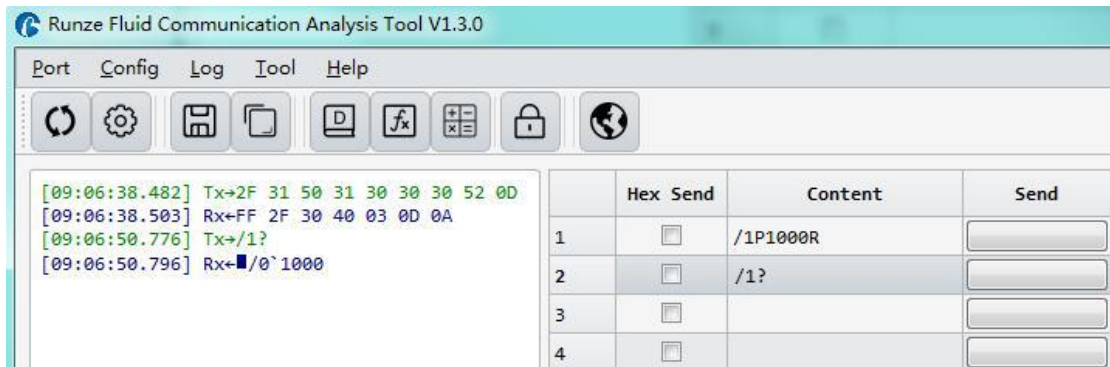 Runze Fluid Communication Analysis Tool V1.3.0
Port Config Log Tool Help
D fx
[09:06:38.482] Tx→2F 31 50 31 30 30 30 52 0D
[09:06:38.503] Rx←FF 2F 30 40 03 0D 0A
[09:06:50.776] Tx→/1?
[09:06:50.796] Rx←█/0`1000
Hex Send Content Send
1 /1P1000R
2 /1?
3
4